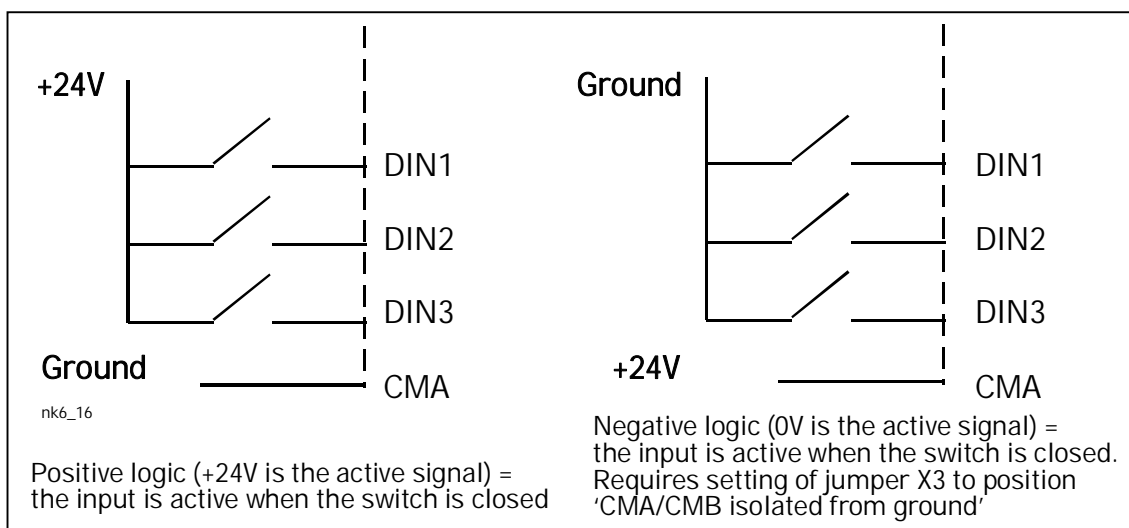 +24V
DIN1
DIN2
DIN3
Ground
CMA
nk6_16
Positive logic (+24V is the active signal) =
the input is active when the switch is closed
Ground
DIN1
DIN2
DIN3
+24V
CMA
Negative logic (0V is the active signal) =
the input is active when the switch is closed.
Requires setting of jumper X3 to position
‘CMA/CMB isolated from ground’